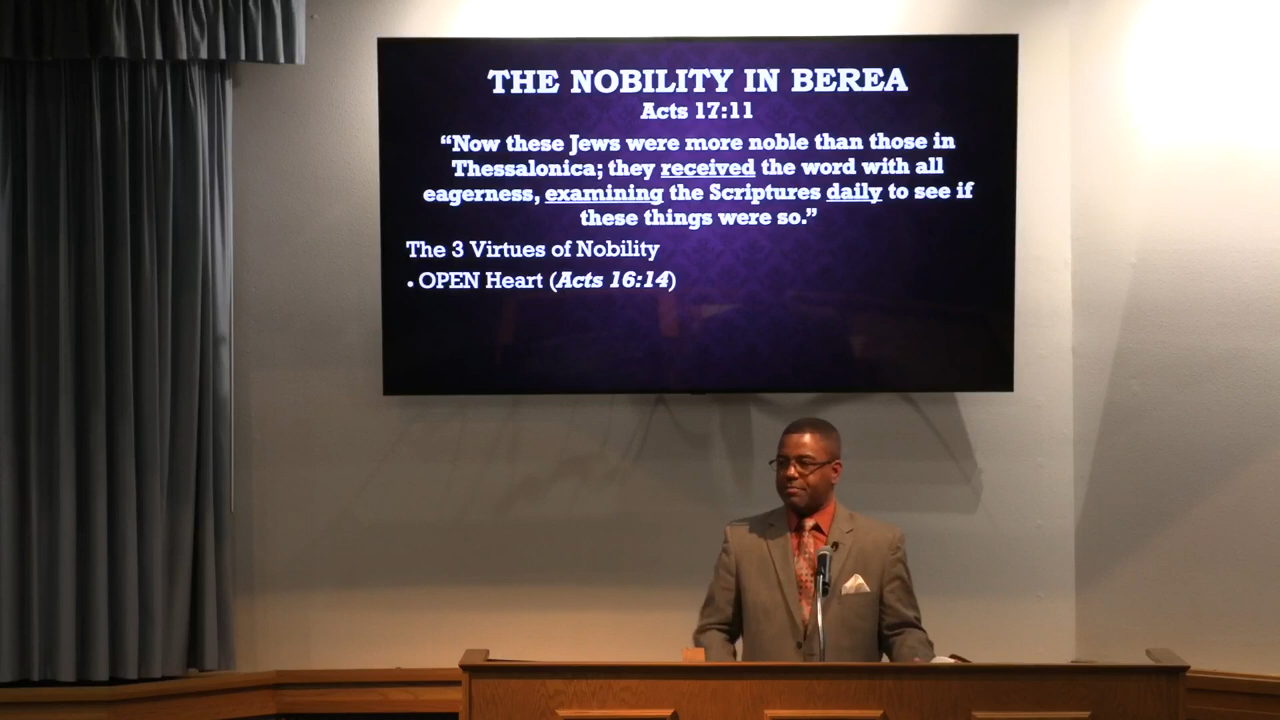 THE NOBILITY IN BEREA
Acts 17:11
“Now these Jews were more noble than those in
Thessalonica; they received the word with all
eagerness, examining the Scriptures daily to see if
these things were so.”
The 3 Virtues of Nobility
• OPEN Heart (Acts 16:14)